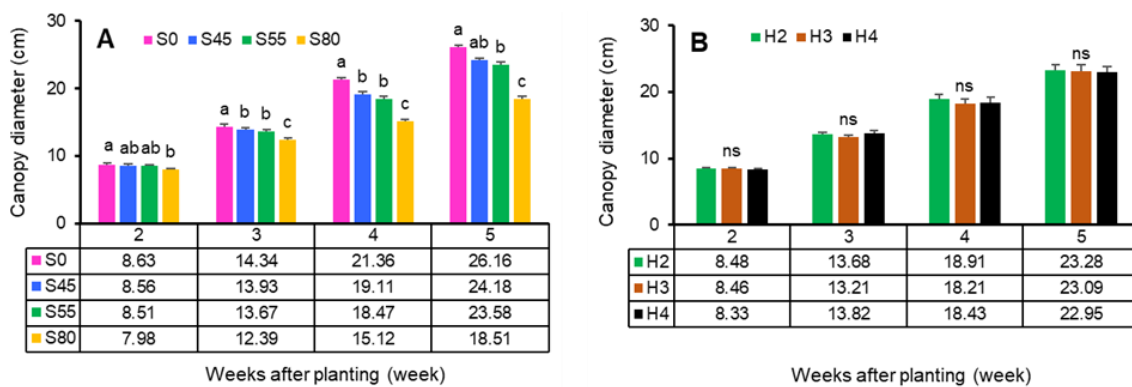 A
S0 S45 S55 S80
Canopy diameter (cm)
30
20
10
0
a ab ab b
a b b c
a b b c
a ab b c
2 3 4 5
S0 8.63 14.34 21.36 26.16
S45 8.56 13.93 19.11 24.18
S55 8.51 13.67 18.47 23.58
S80 7.98 12.39 15.12 18.51
Weeks after planting (week)
B
H2 H3 H4
Canopy diameter (cm)
30
20
10
0
ns
ns
ns
ns
2 3 4 5
H2 8.48 13.68 18.91 23.28
H3 8.46 13.21 18.21 23.09
H4 8.33 13.82 18.43 22.95
Weeks after planting (week)